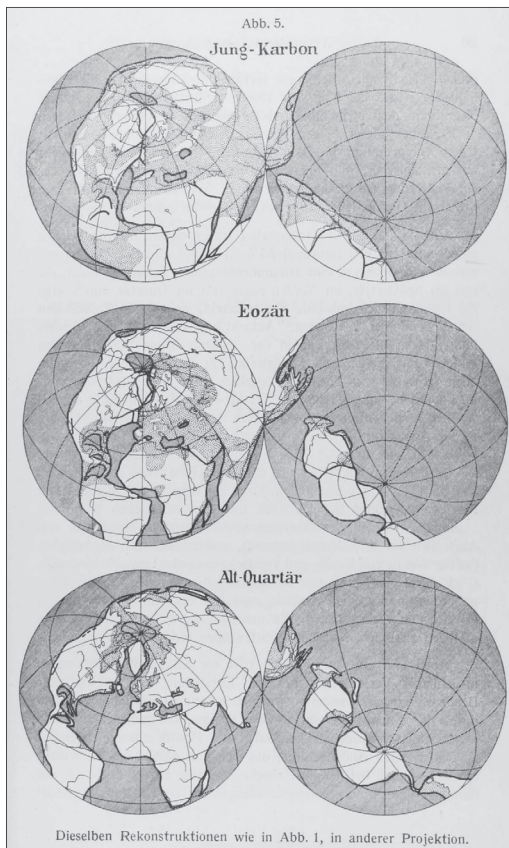 Abb. 5.
Jung-Karbon
Eozän
Alt-Quartär
Dieselben Rekonstruktionen wie in Abb. 1, in anderer Projektion.